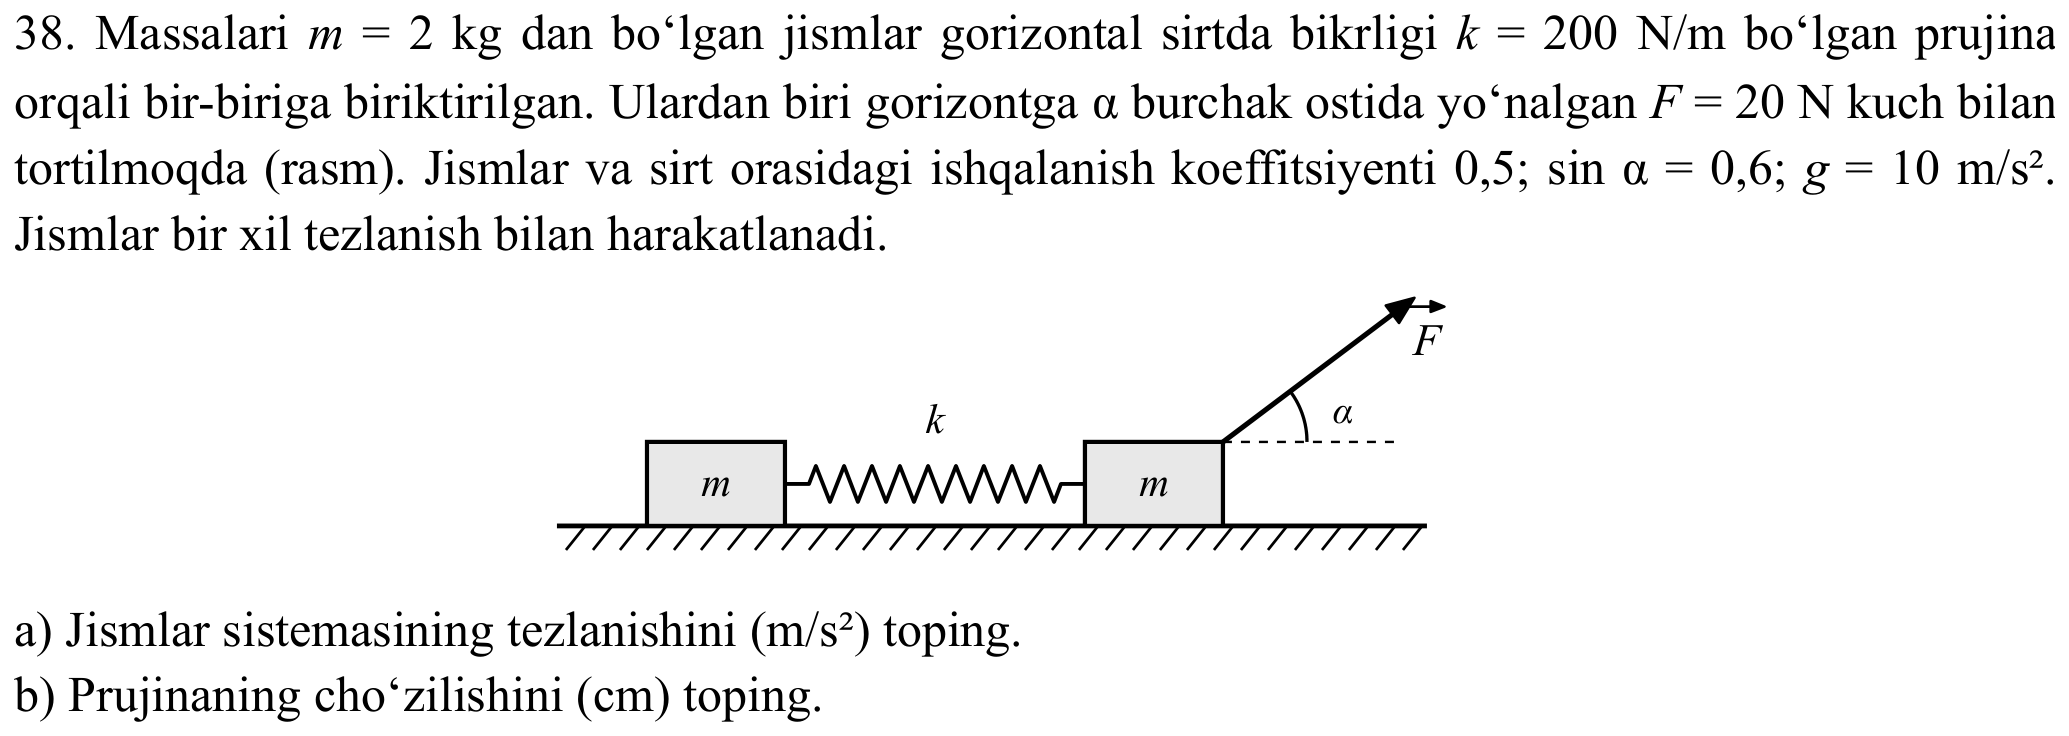 38. Massalari m = 2 kg dan bo‘lgan jismlar gorizontal sirtda bikrligi k = 200 N/m bo‘lgan prujina
orqali bir-biriga biriktirilgan. Ulardan biri gorizontga α burchak ostida yo‘nalgan F = 20 N kuch bilan
tortilmoqda (rasm). Jismlar va sirt orasidagi ishqalanish koeffitsiyenti 0,5; sin α = 0,6; g = 10 m/s².
Jismlar bir xil tezlanish bilan harakatlanadi.
F
k
α
m
m
a) Jismlar sistemasining tezlanishini (m/s²) toping.
b) Prujinaning cho‘zilishini (cm) toping.